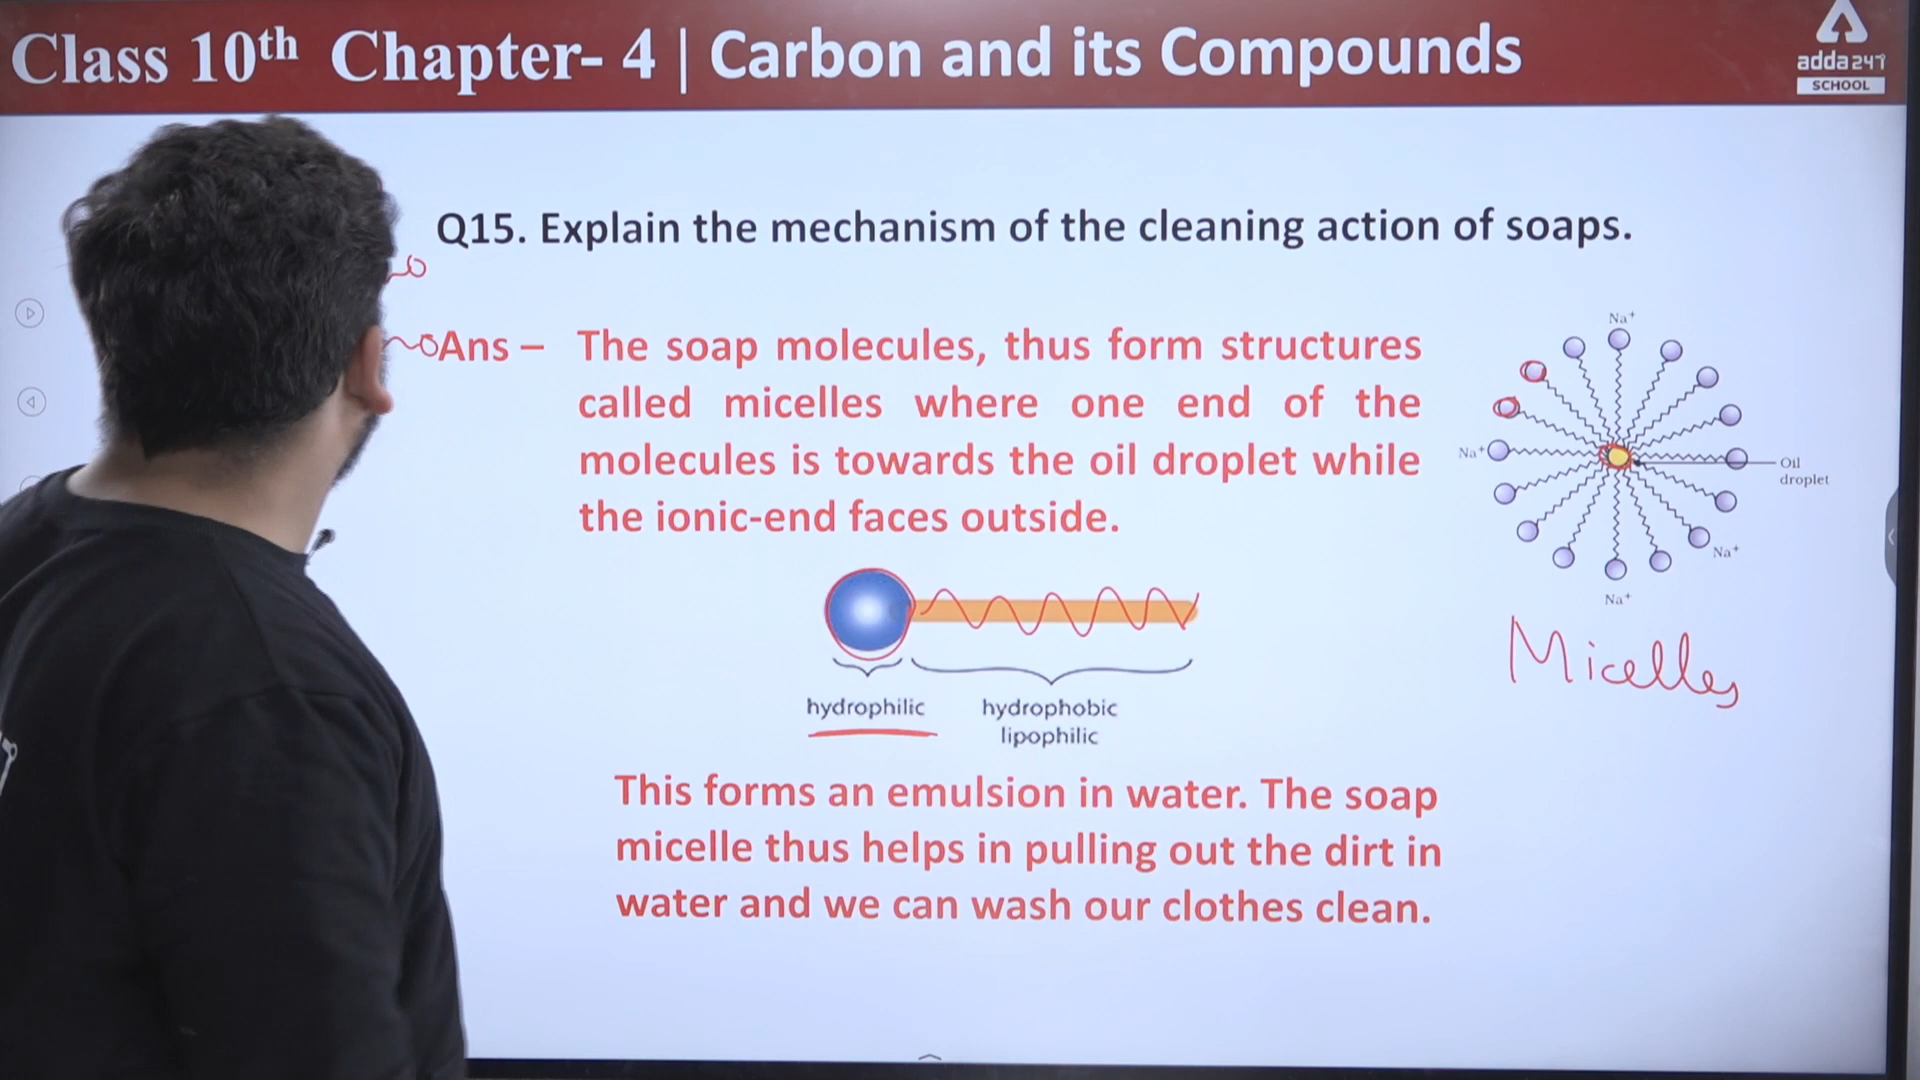 Class 10th Chapter- 4 | Carbon and its Compounds
adda247
SCHOOL
Q15. Explain the mechanism of the cleaning action of soaps.
Ans – The soap molecules, thus form structures
called micelles where one end of the
molecules is towards the oil droplet while
the ionic-end faces outside.
Na⁺
Na⁺
Oil
droplet
Na⁺
Na⁺
Micelles
hydrophilic
hydrophobic
lipophilic
This forms an emulsion in water. The soap
micelle thus helps in pulling out the dirt in
water and we can wash our clothes clean.